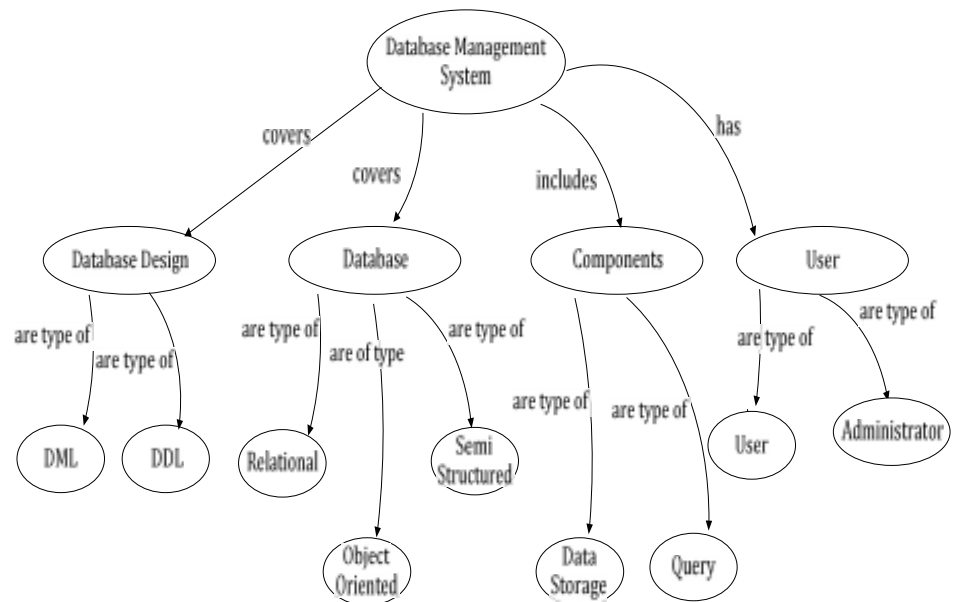 Database Management
System
covers
covers
includes
has
Database Design
Database
Components
User
are type of
are type of
are type of
are of type
are type of
are type of
are type of
are type of
are type of
DML
DDL
Relational
Semi
Structured
User
Administrator
Object
Oriented
Data
Storage
Query